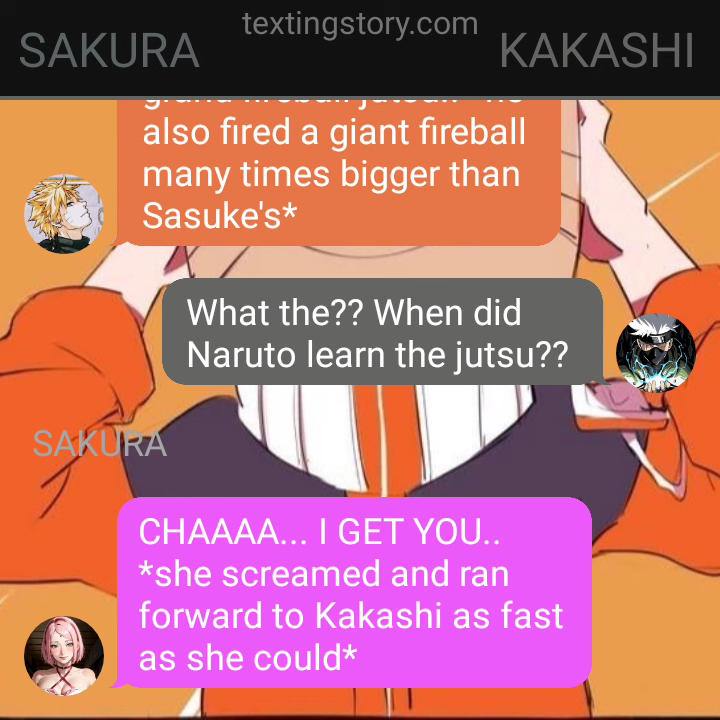 textingstory.com
SAKURA
KAKASHI
also fired a giant fireball
many times bigger than
Sasuke's*
What the?? When did
Naruto learn the jutsu??
SAKURA
CHAAAA... I GET YOU..
*she screamed and ran
forward to Kakashi as fast
as she could*